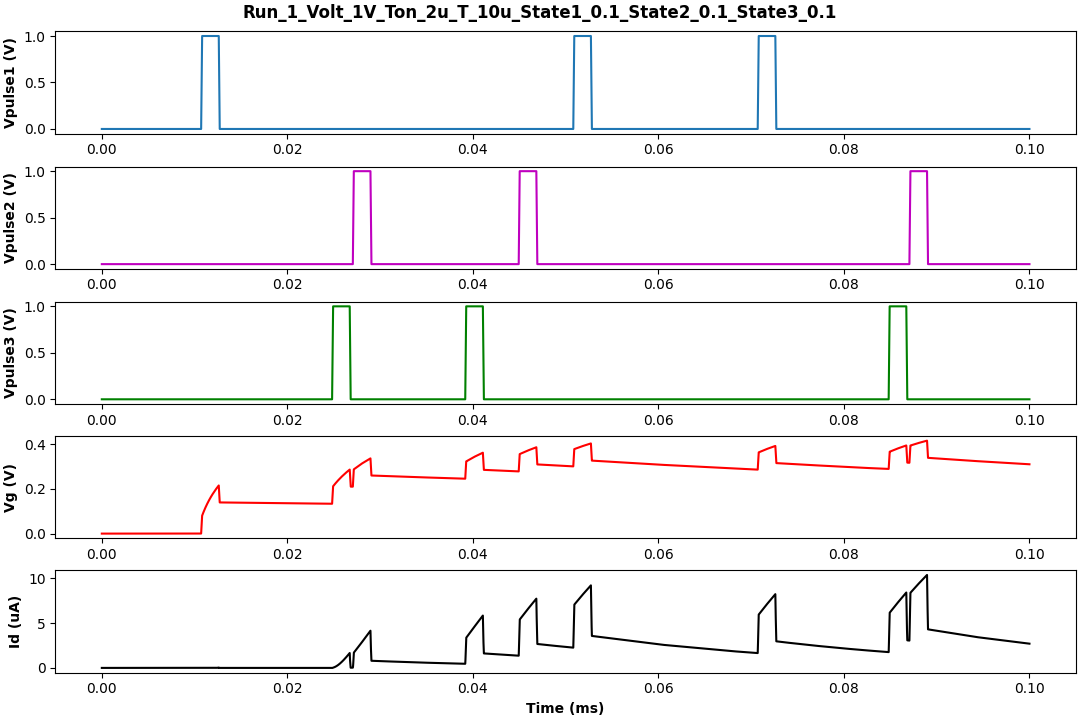 Run_1_Volt_1V_Ton_2u_T_10u_State1_0.1_State2_0.1_State3_0.1
Vpulse1 (V)
1.0
0.5
0.0
0.00 0.02 0.04 0.06 0.08 0.10
Vpulse2 (V)
1.0
0.5
0.0
0.00 0.02 0.04 0.06 0.08 0.10
Vpulse3 (V)
1.0
0.5
0.0
0.00 0.02 0.04 0.06 0.08 0.10
Vg (V)
0.4
0.2
0.0
0.00 0.02 0.04 0.06 0.08 0.10
Id (uA)
10
5
0
0.00 0.02 0.04 0.06 0.08 0.10
Time (ms)